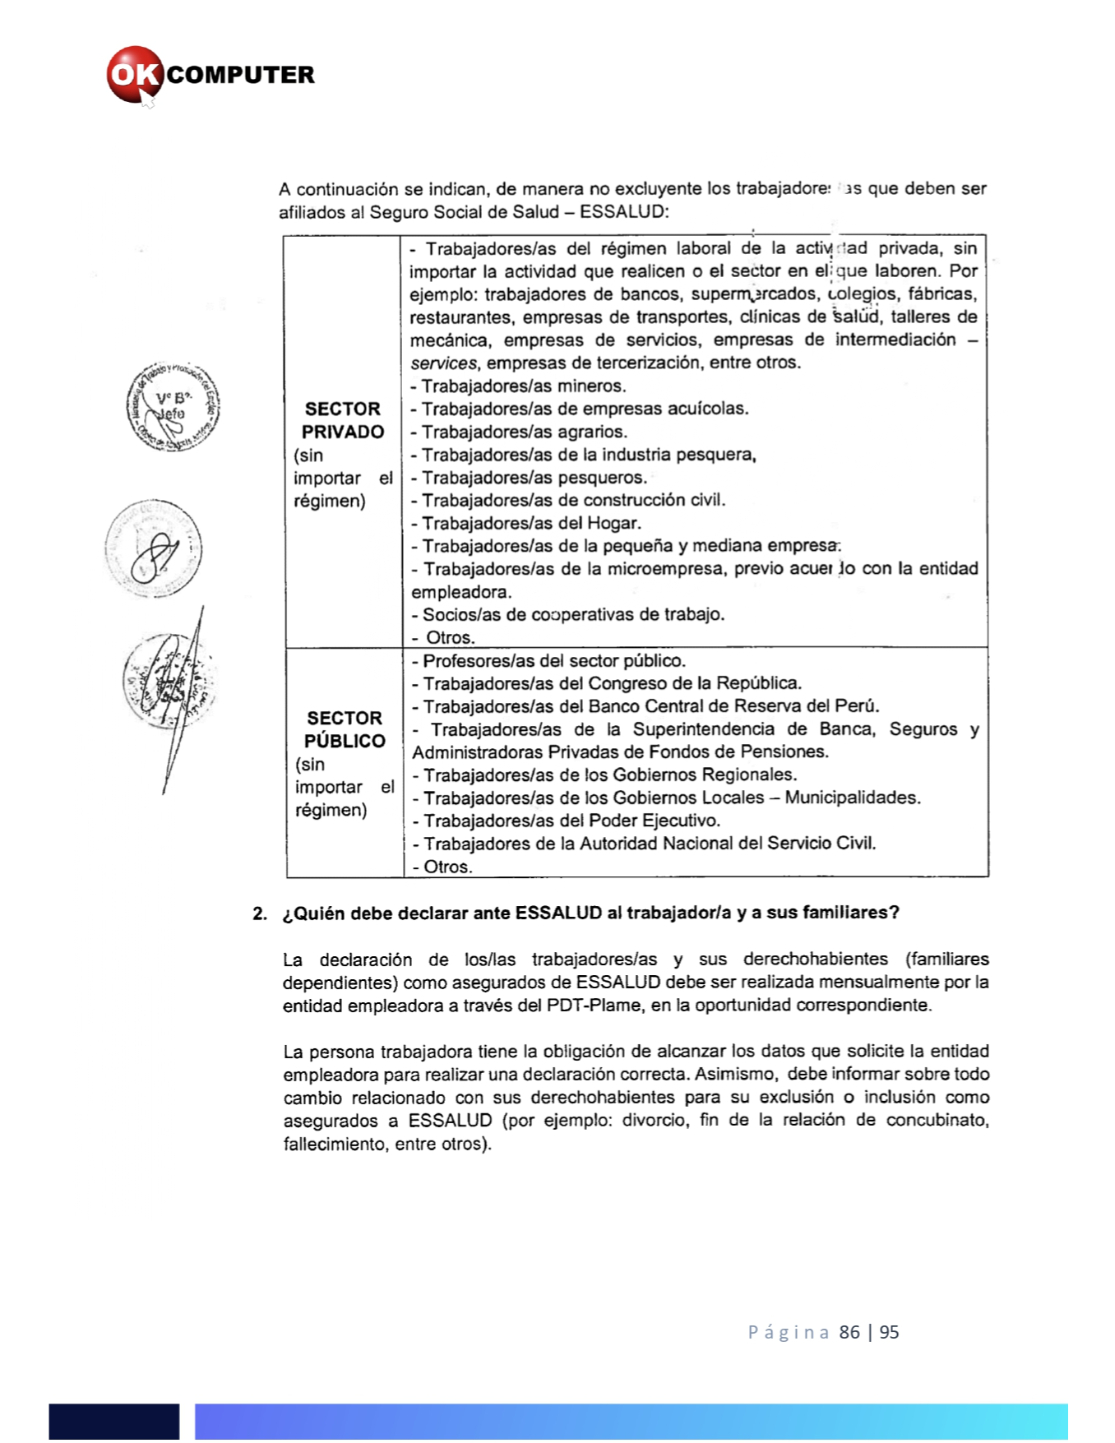 OK COMPUTER
A continuación se indican, de manera no excluyente los trabajadores/as que deben ser
afiliados al Seguro Social de Salud – ESSALUD:
- Trabajadores/as del régimen laboral de la actividad privada, sin
importar la actividad que realicen o el sector en el que laboren. Por
ejemplo: trabajadores de bancos, supermercados, colegios, fábricas,
restaurantes, empresas de transportes, clínicas de salud, talleres de
mecánica, empresas de servicios, empresas de intermediación –
services, empresas de tercerización, entre otros.
- Trabajadores/as mineros.
SECTOR
PRIVADO
(sin
importar el
régimen)
- Trabajadores/as de empresas acuícolas.
- Trabajadores/as agrarios.
- Trabajadores/as de la industria pesquera,
- Trabajadores/as pesqueros.
- Trabajadores/as de construcción civil.
- Trabajadores/as del Hogar.
- Trabajadores/as de la pequeña y mediana empresa.
- Trabajadores/as de la microempresa, previo acuerdo con la entidad
empleadora.
- Socios/as de cooperativas de trabajo.
- Otros.
SECTOR
PÚBLICO
(sin
importar el
régimen)
- Profesores/as del sector público.
- Trabajadores/as del Congreso de la República.
- Trabajadores/as del Banco Central de Reserva del Perú.
- Trabajadores/as de la Superintendencia de Banca, Seguros y
Administradoras Privadas de Fondos de Pensiones.
- Trabajadores/as de los Gobiernos Regionales.
- Trabajadores/as de los Gobiernos Locales – Municipalidades.
- Trabajadores/as del Poder Ejecutivo.
- Trabajadores de la Autoridad Nacional del Servicio Civil.
- Otros.
Vº Bº
Jefe
2. ¿Quién debe declarar ante ESSALUD al trabajador/a y a sus familiares?
La declaración de los/las trabajadores/as y sus derechohabientes (familiares
dependientes) como asegurados de ESSALUD debe ser realizada mensualmente por la
entidad empleadora a través del PDT-Plame, en la oportunidad correspondiente.
La persona trabajadora tiene la obligación de alcanzar los datos que solicite la entidad
empleadora para realizar una declaración correcta. Asimismo, debe informar sobre todo
cambio relacionado con sus derechohabientes para su exclusión o inclusión como
asegurados a ESSALUD (por ejemplo: divorcio, fin de la relación de concubinato,
fallecimiento, entre otros).
Página 86 | 95